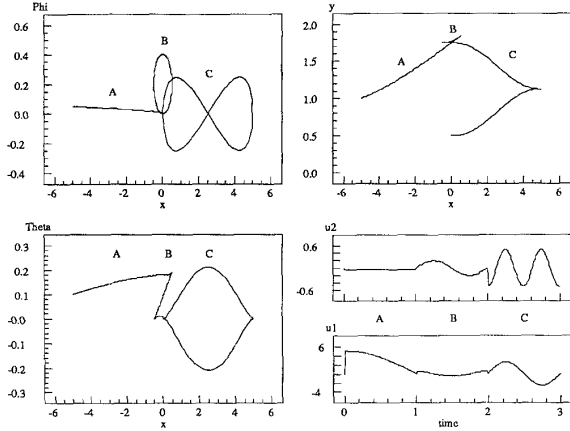 Phi
0.6
0.4
0.2
0.0
-0.2
-0.4
A
B
C
-6 -4 -2 0 2 4 6
x
y
2.0
1.5
1.0
0.5
0.0
A
B
C
-6 -4 -2 0 2 4 6
x
Theta
0.3
0.2
0.1
-0.0
-0.1
-0.2
-0.3
A B C
-6 -4 -2 0 2 4 6
x
u2
0.6
-0.6
A B C
u1
6
-4
0 1 2 3
time